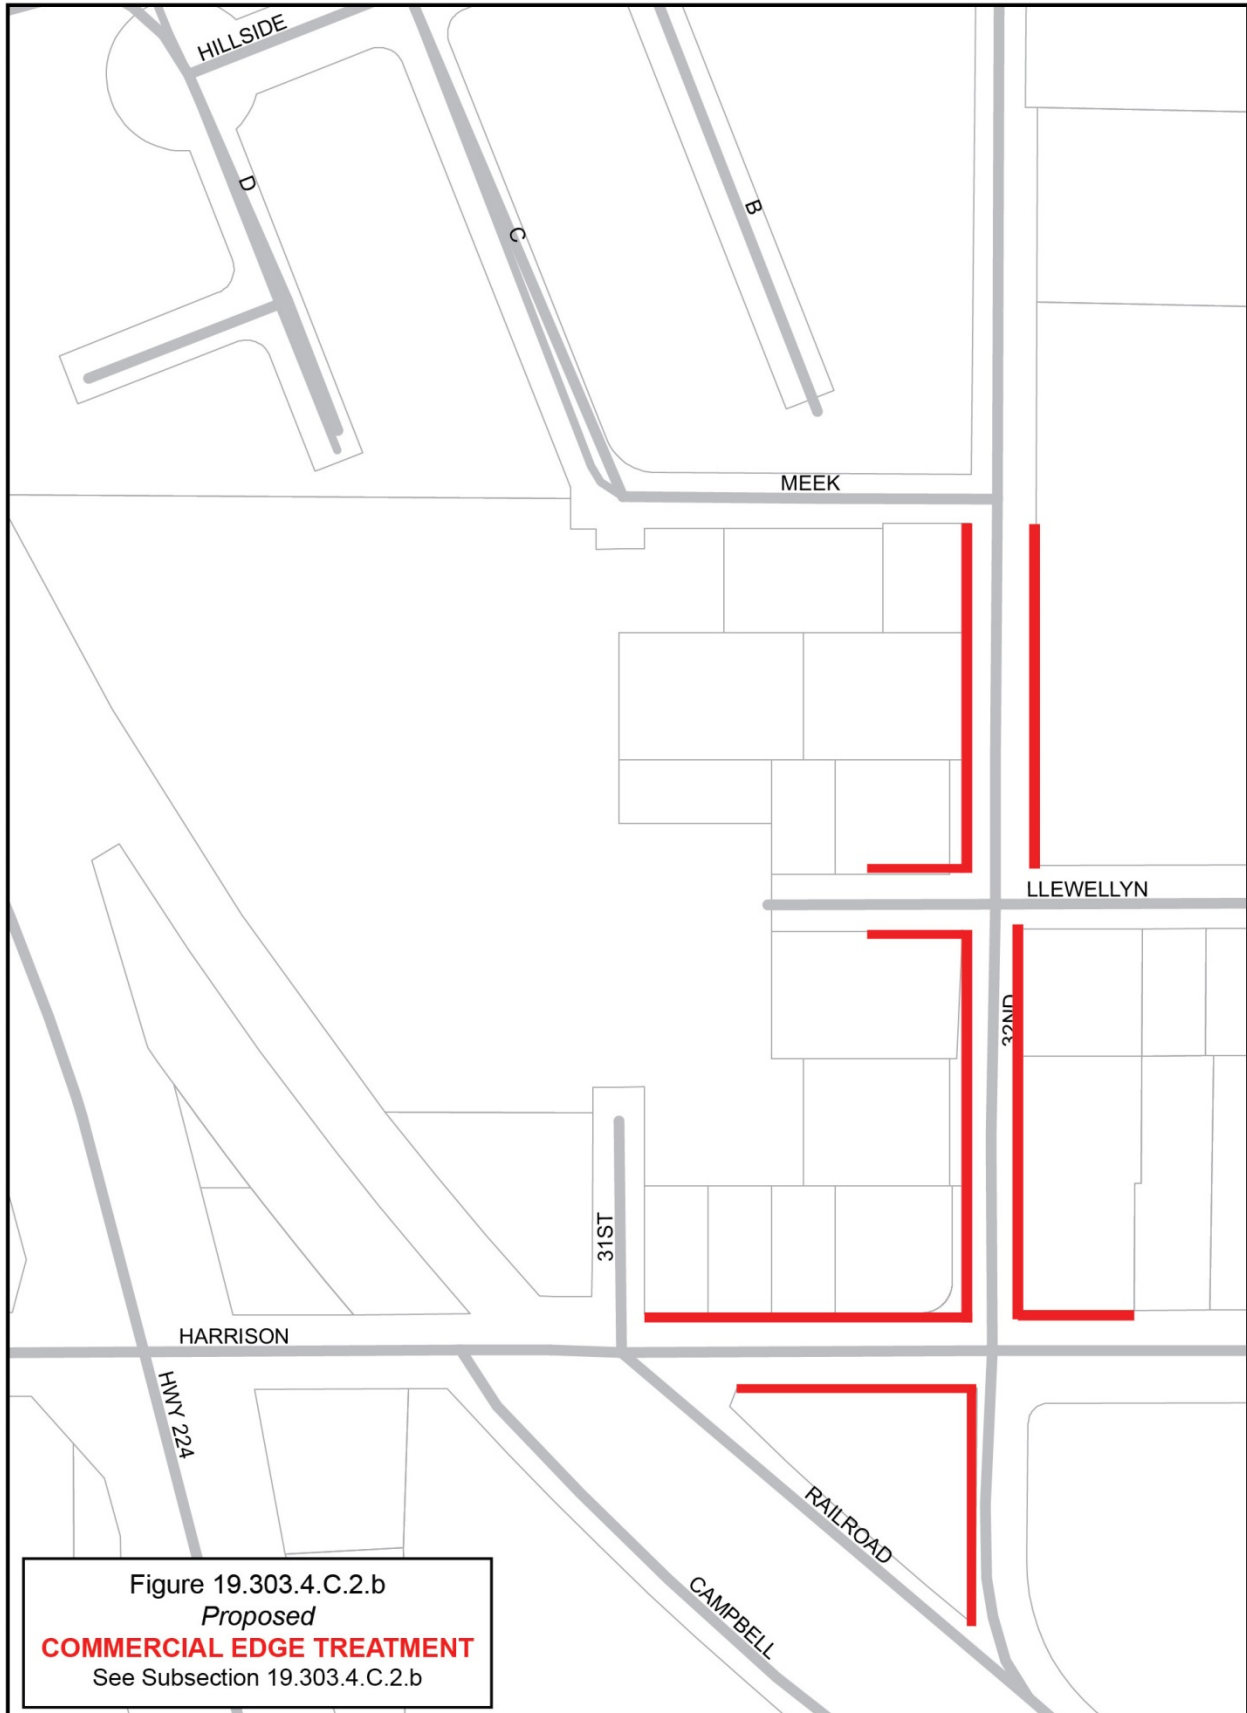 HILLSIDE
D
C
B
MEEK
LLEWELLYN
32ND
31ST
HARRISON
HWY 224
RAILROAD
CAMPBELL
Figure 19.303.4.C.2.b
Proposed
COMMERCIAL EDGE TREATMENT
See Subsection 19.303.4.C.2.b